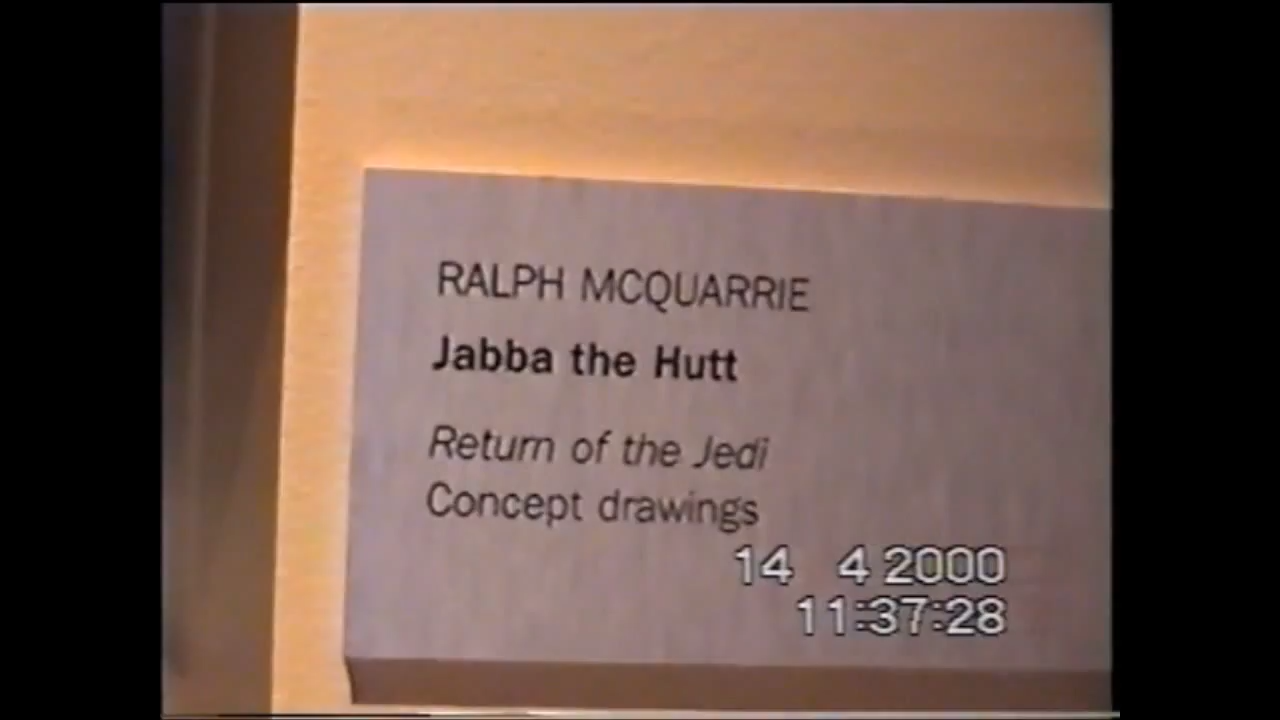 RALPH MCQUARRIE
Jabba the Hutt
Return of the Jedi
Concept drawings
14 4 2000
11:37:28